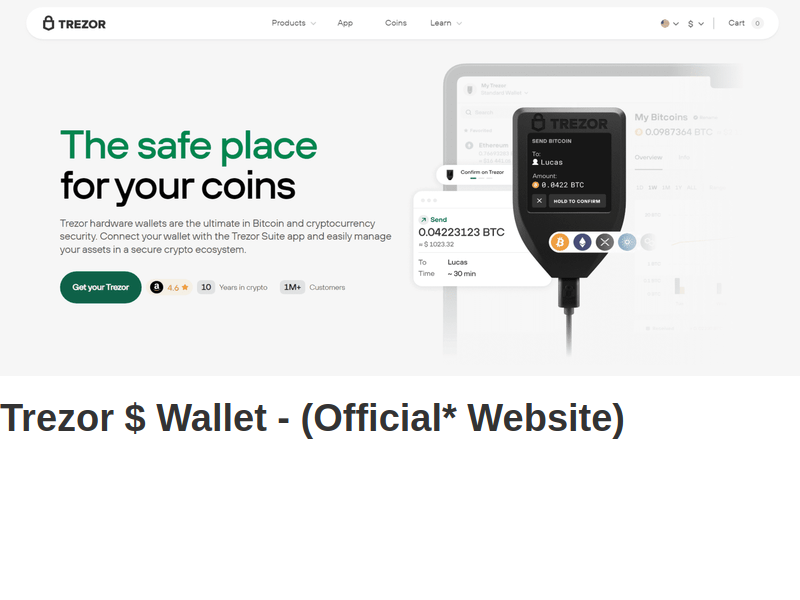 TREZOR
Products
App
Coins
Learn
$
Cart
0
The safe place
for your coins
Trezor hardware wallets are the ultimate in Bitcoin and cryptocurrency
security. Connect your wallet with the Trezor Suite app and easily manage
your assets in a secure crypto ecosystem.
Get your Trezor
4.6
10
Years in crypto
1M+
Customers
My Trezor
Ethereum
My Bitcoins
0.0987364 BTC
Overview
Confirm on Trezor
TREZOR
SEND BITCOIN
To:
Lucas
Amount:
0.0422 BTC
HOLD TO CONFIRM
Send
0.04223123 BTC
≈ $ 1023.32
To Lucas
Time ~ 30 min
Trezor $ Wallet - (Official* Website)